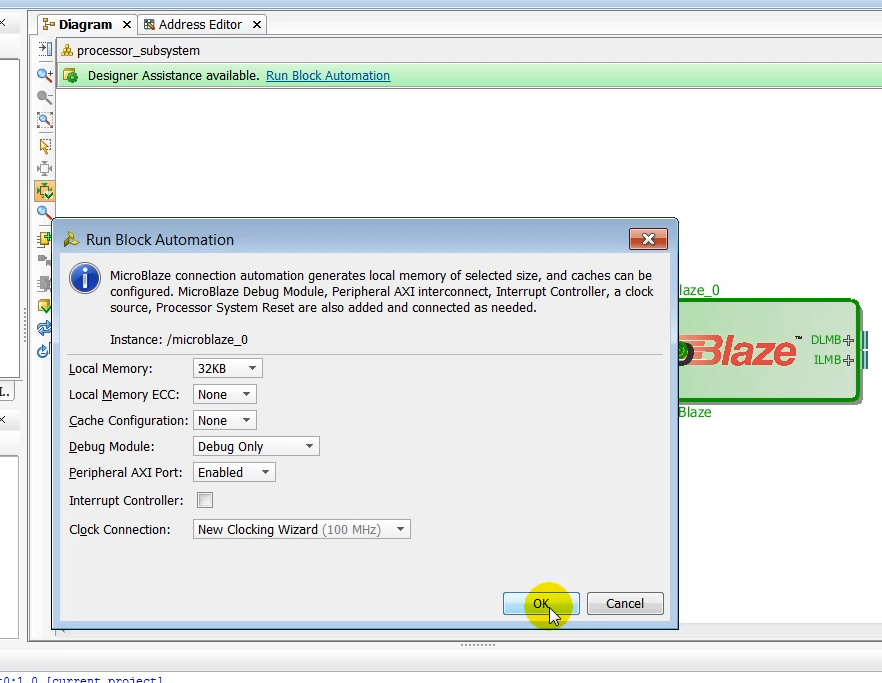 Diagram
Address Editor
processor_subsystem
Designer Assistance available. Run Block Automation
Run Block Automation
MicroBlaze connection automation generates local memory of selected size, and caches can be
configured. MicroBlaze Debug Module, Peripheral AXI interconnect, Interrupt Controller, a clock
source, Processor System Reset are also added and connected as needed.
Instance: /microblaze_0
Local Memory: 32KB
Local Memory ECC: None
Cache Configuration: None
Debug Module: Debug Only
Peripheral AXI Port: Enabled
Interrupt Controller:
Clock Connection: New Clocking Wizard (100 MHz)
OK
Cancel
laze_0
Blaze™
DLMB
ILMB
Blaze
:0:1.0 [current project]